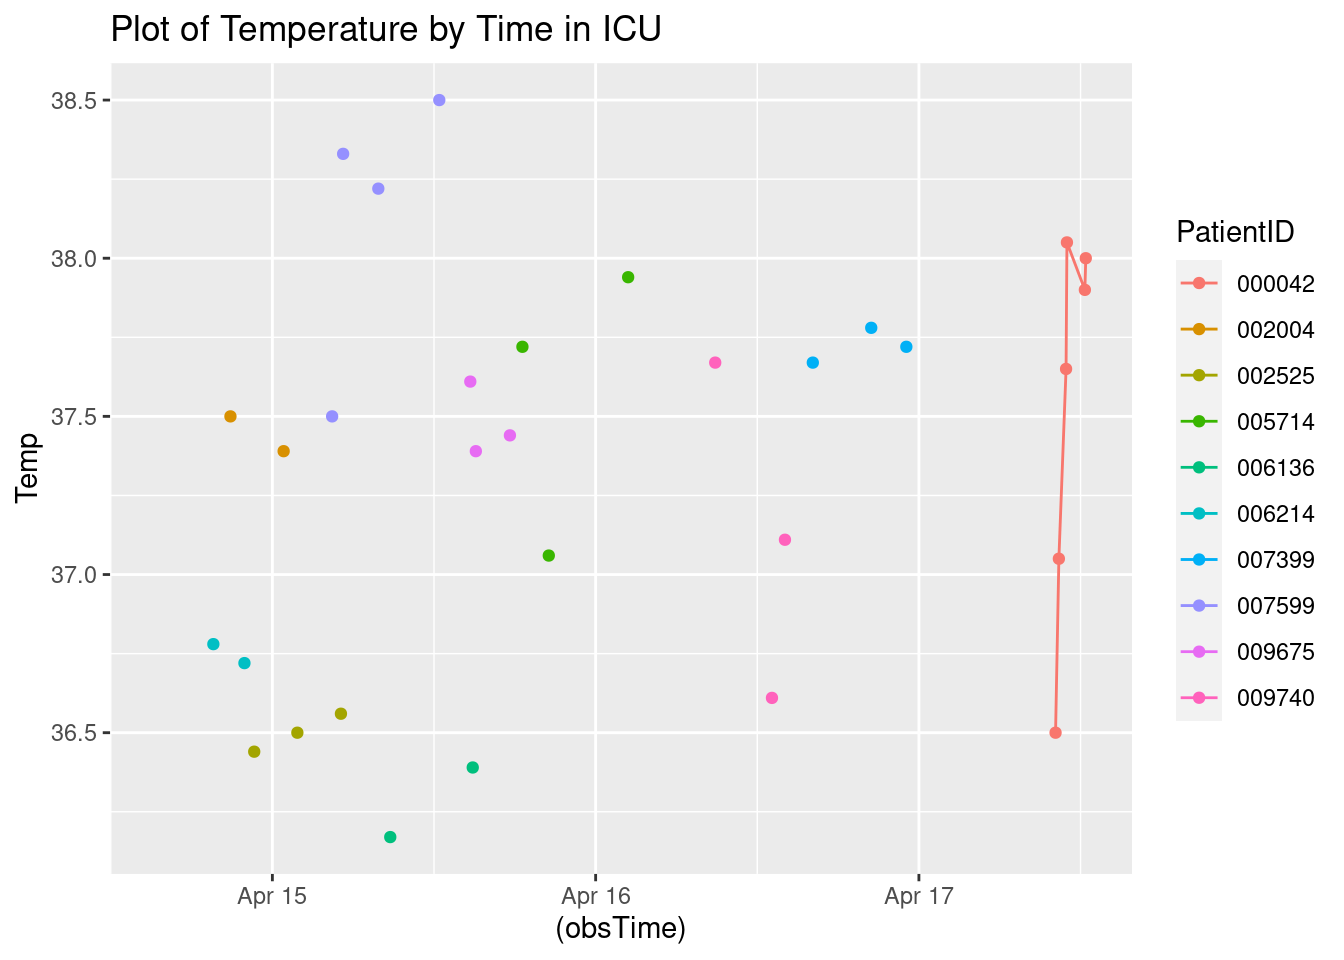 Plot of Temperature by Time in ICU
38.5
38.0
37.5
37.0
36.5
Temp
Apr 15
Apr 16
Apr 17
(obsTime)
PatientID
000042
002004
002525
005714
006136
006214
007399
007599
009675
009740